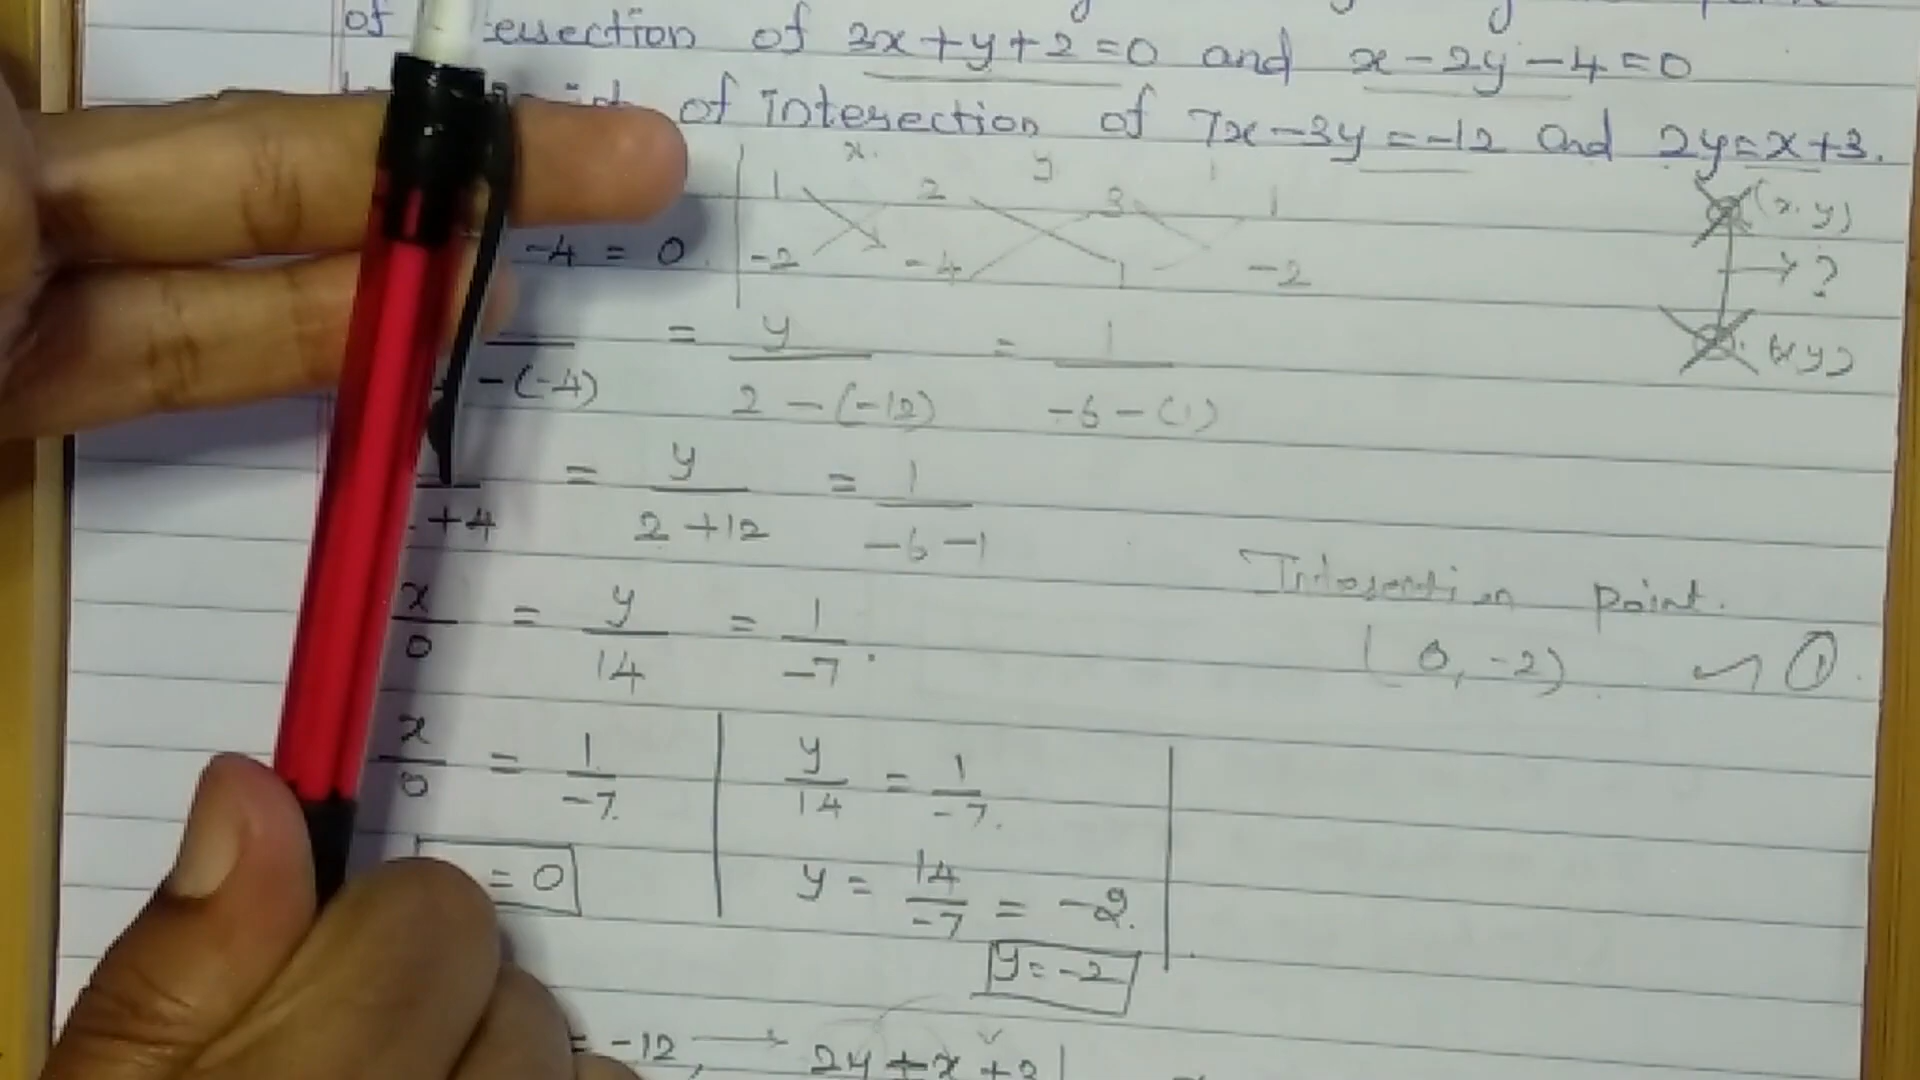 of section of 3x+y+2=0 and x-2y-4=0
of intesection of 7x-3y=-12 and 2y=x+3.
x. y 1
1 2 3 1
(x, y)
-4 = 0 -2 -4 1 -2
→ ?
= y = 1
(x, y)
-(-4) 2-(-12) -6-(1)
= y = 1
+4 2+12 -6-1
x/0 = y/14 = 1/-7.
Intersection point.
(0, -2) ①.
x/0 = 1/-7. y/14 = 1/-7.
= 0 y = 14/-7 = -2.
y=-2
= -12, → 2y = x +3